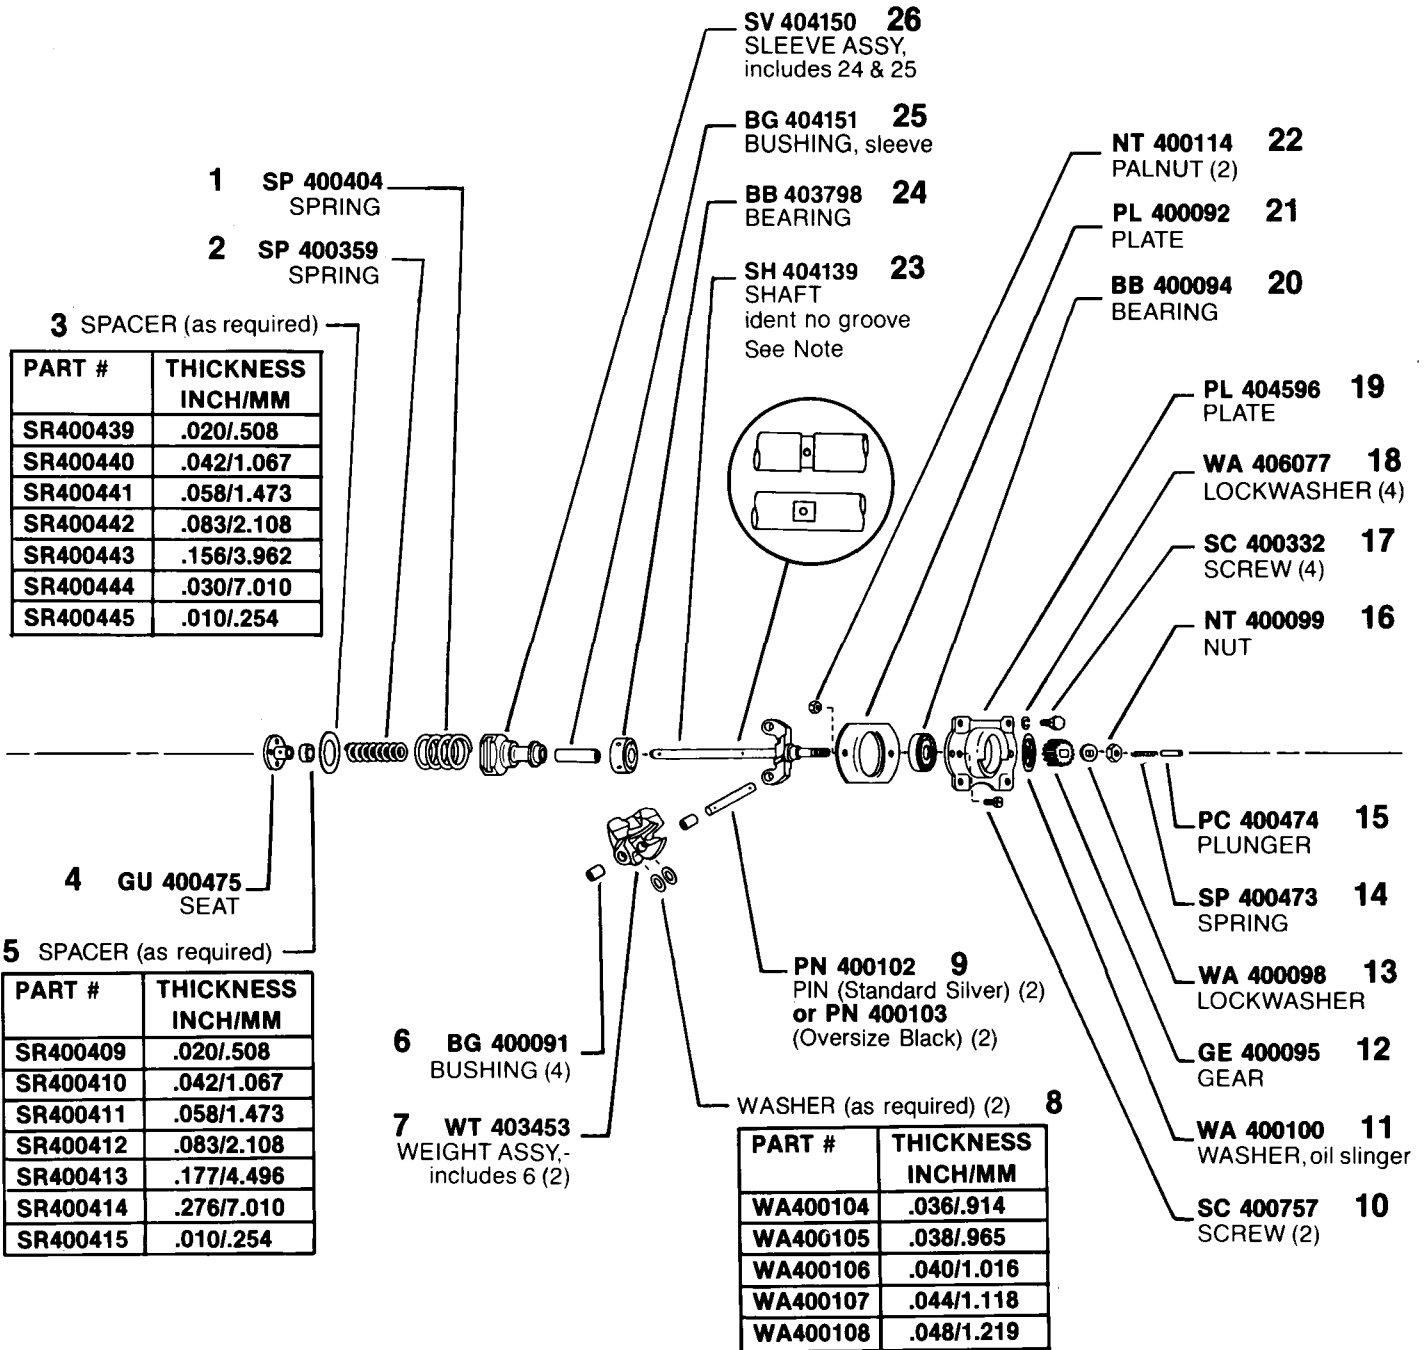 SV 404150 26
SLEEVE ASSY,
includes 24 & 25
BG 404151 25
BUSHING, sleeve
BB 403798 24
BEARING
SH 404139 23
SHAFT
ident no groove
See Note
NT 400114 22
PALNUT (2)
PL 400092 21
PLATE
BB 400094 20
BEARING
PL 404596 19
PLATE
WA 406077 18
LOCKWASHER (4)
SC 400332 17
SCREW (4)
NT 400099 16
NUT
1 SP 400404
SPRING
2 SP 400359
SPRING
3 SPACER (as required)
PART # THICKNESS
INCH/MM
SR400439 .020/.508
SR400440 .042/1.067
SR400441 .058/1.473
SR400442 .083/2.108
SR400443 .156/3.962
SR400444 .030/7.010
SR400445 .010/.254
4 GU 400475
SEAT
5 SPACER (as required)
PART # THICKNESS
INCH/MM
SR400409 .020/.508
SR400410 .042/1.067
SR400411 .058/1.473
SR400412 .083/2.108
SR400413 .177/4.496
SR400414 .276/7.010
SR400415 .010/.254
6 BG 400091
BUSHING (4)
7 WT 403453
WEIGHT ASSY,-
includes 6 (2)
PN 400102 9
PIN (Standard Silver) (2)
or PN 400103
(Oversize Black) (2)
WASHER (as required) (2) 8
PART # THICKNESS
INCH/MM
WA400104 .036/.914
WA400105 .038/.965
WA400106 .040/1.016
WA400107 .044/1.118
WA400108 .048/1.219
PC 400474 15
PLUNGER
SP 400473 14
SPRING
WA 400098 13
LOCKWASHER
GE 400095 12
GEAR
WA 400100 11
WASHER, oil slinger
SC 400757 10
SCREW (2)